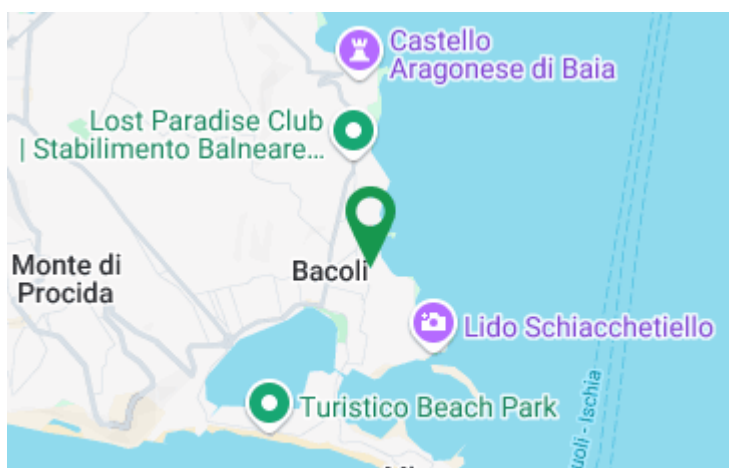 Castello
Aragonese di Baia
Lost Paradise Club
| Stabilimento Balneare...
Monte di
Procida
Bacoli
Lido Schiacchetiello
Turistico Beach Park
uoli - Ischia